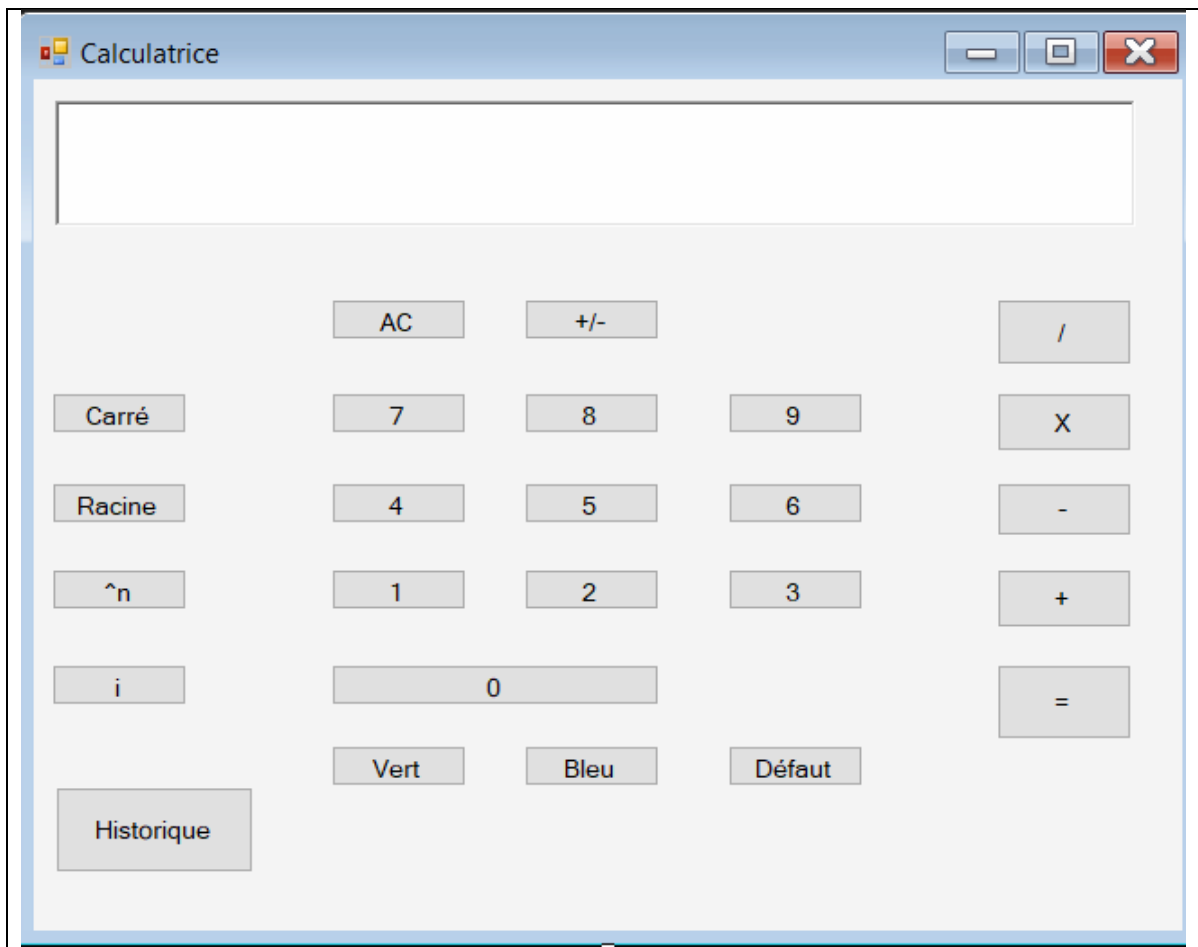 Calculatrice
AC +/- /
Carré 7 8 9 X
Racine 4 5 6 -
^n 1 2 3 +
i 0 =
Vert Bleu Défaut
Historique